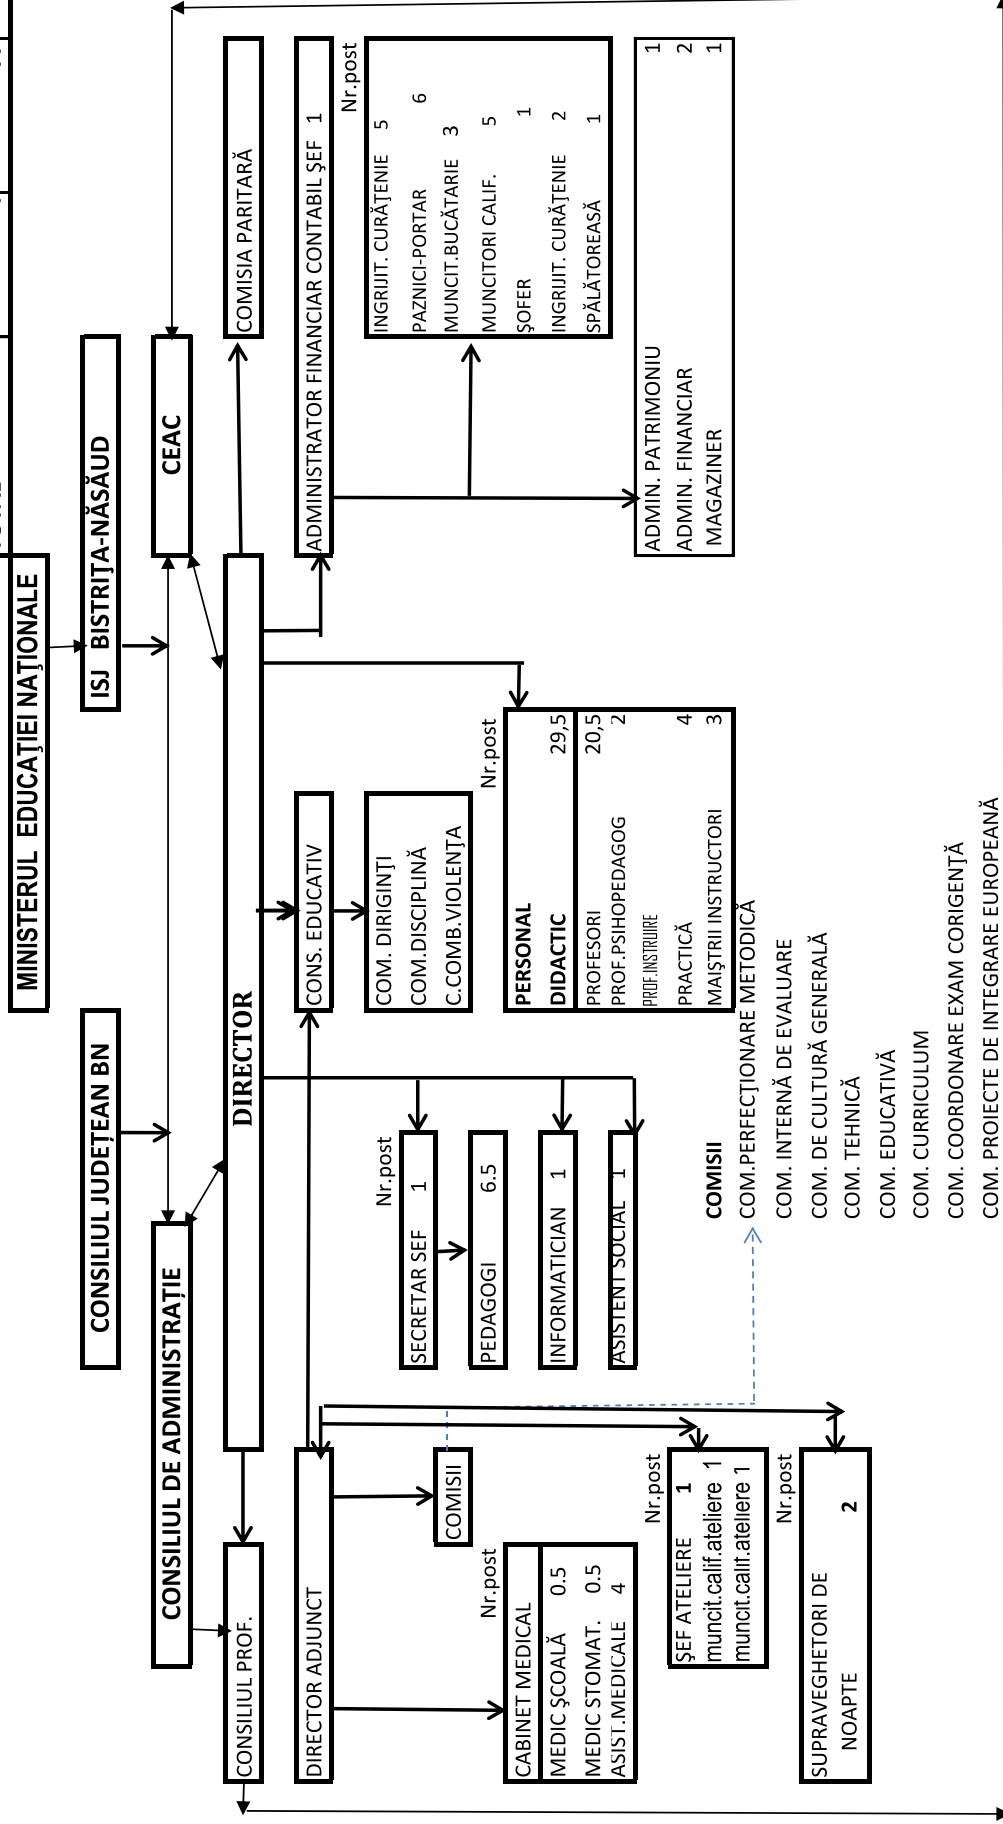 MINISTERUL EDUCAŢIEI NAŢIONALE
CONSILIUL JUDEŢEAN BN
ISJ BISTRIŢA-NĂSĂUD
CONSILIUL DE ADMINISTRAŢIE
CEAC
CONSILIUL PROF.
DIRECTOR
COMISIA PARITARĂ
DIRECTOR ADJUNCT
CONS. EDUCATIV
ADMINISTRATOR FINANCIAR CONTABIL ŞEF 1
Nr.post
COM. DIRIGINŢI
COM.DISCIPLINĂ
C.COMB.VIOLENŢA
INGRIJIT. CURĂŢENIE 5
PAZNICI-PORTAR 6
MUNCIT.BUCĂTARIE 3
MUNCITORI CALIF. 5
ŞOFER 1
INGRIJIT. CURĂŢENIE 2
SPĂLĂTOREASĂ 1
Nr.post
SECRETAR SEF 1
PEDAGOGI 6.5
INFORMATICIAN 1
ASISTENT SOCIAL 1
COMISII
Nr.post
CABINET MEDICAL
MEDIC ŞCOALĂ 0.5
MEDIC STOMAT. 0.5
ASIST.MEDICALE 4
Nr.post
PERSONAL
DIDACTIC 29,5
PROFESORI 20,5
PROF.PSIHOPEDAGOG 2
PROF.INSTRUIRE
PRACTICĂ 4
MAIŞTRII INSTRUCTORI 3
ADMIN. PATRIMONIU 1
ADMIN. FINANCIAR 2
MAGAZINER 1
Nr.post
ŞEF ATELIERE 1
muncit.calif.ateliere 1
muncit.calif.ateliere 1
Nr.post
SUPRAVEGHETORI DE
NOAPTE 2
COMISII
COM.PERFECŢIONARE METODICĂ
COM. INTERNĂ DE EVALUARE
COM. DE CULTURĂ GENERALĂ
COM. TEHNICĂ
COM. EDUCATIVĂ
COM. CURICULUM
COM. COORDONARE EXAM CORIGENŢĂ
COM. PROIECTE DE INTEGRARE EUROPEANĂ